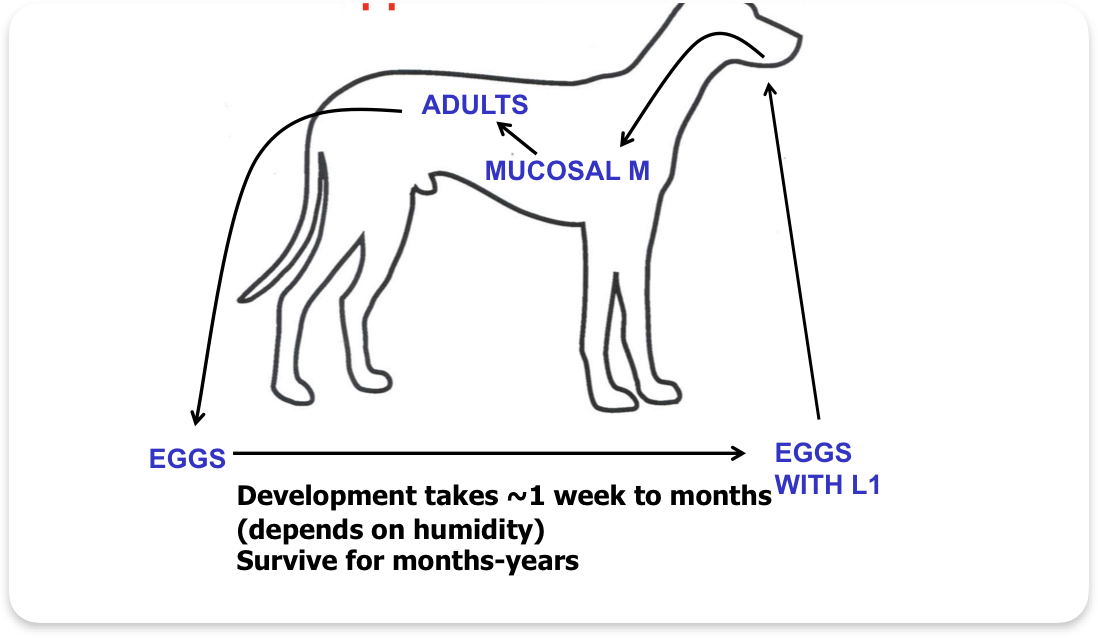 ADULTS
MUCOSAL M
EGGS
EGGS
WITH L1
Development takes ~1 week to months
(depends on humidity)
Survive for months-years